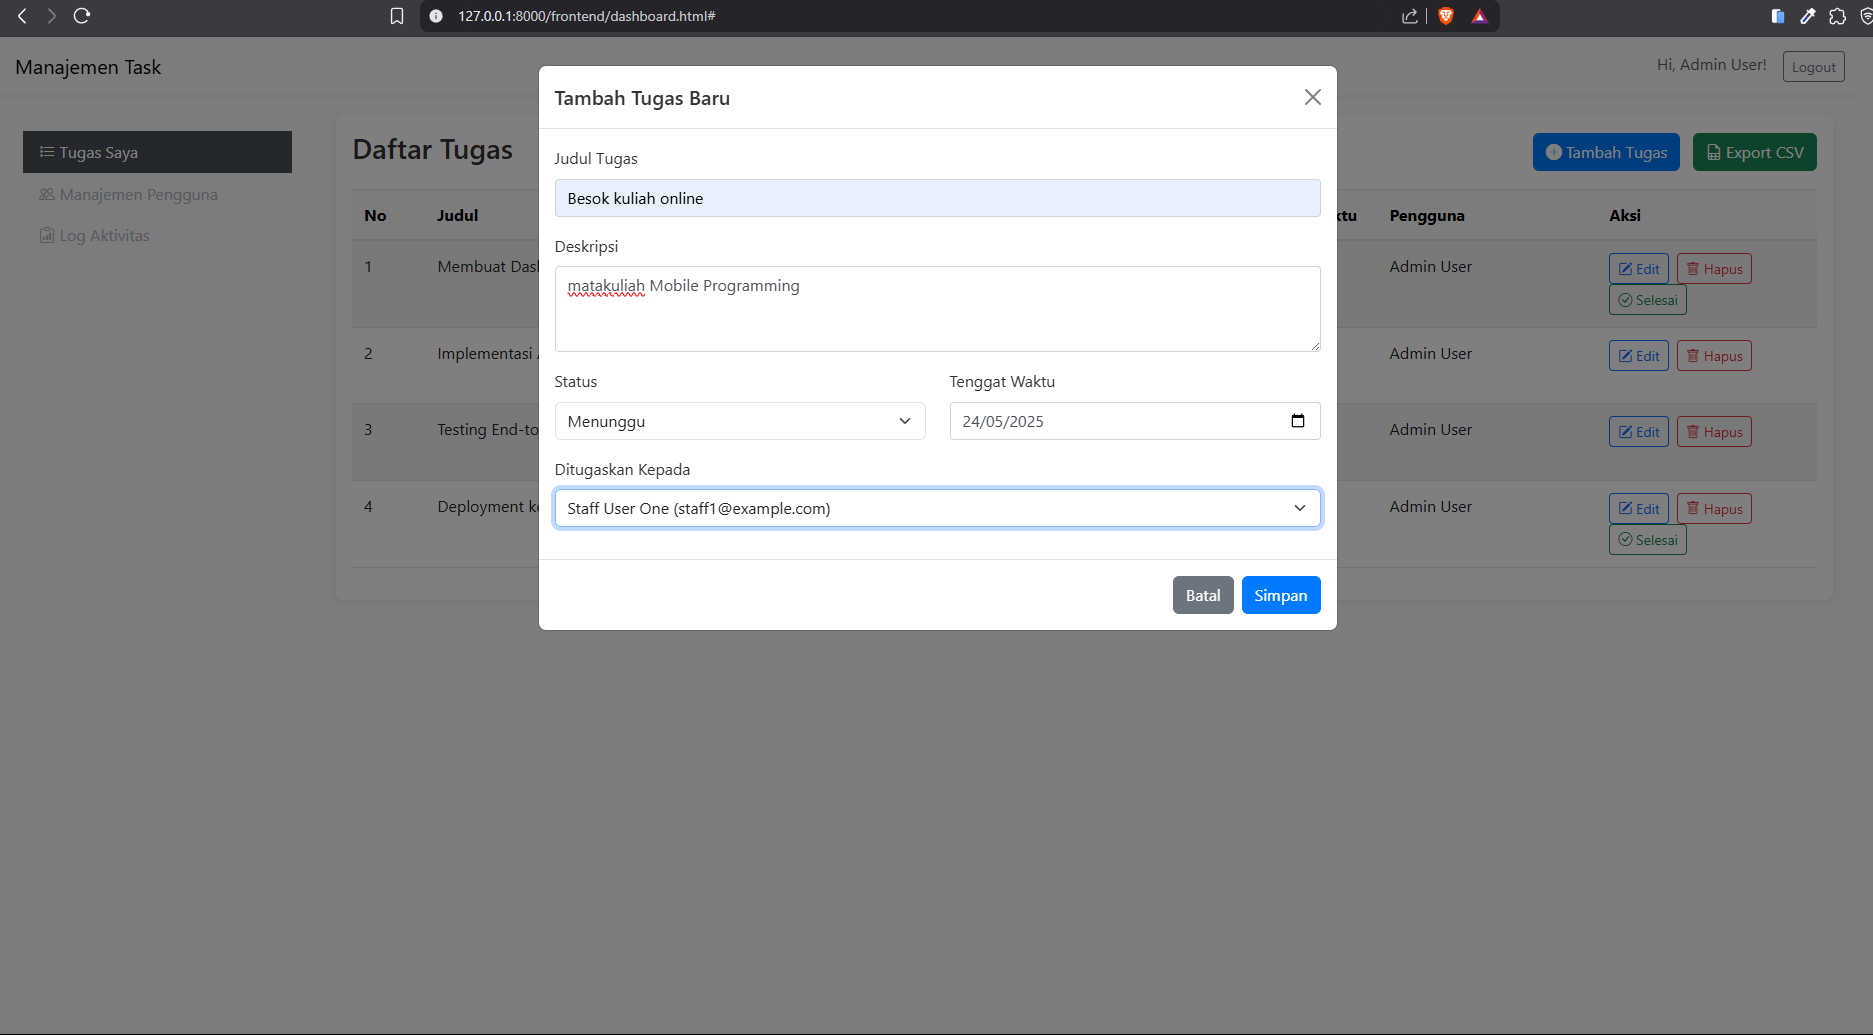 127.0.0.1:8000/frontend/dashboard.html#
Manajemen Task
Hi, Admin User!
Logout
Tugas Saya
Manajemen Pengguna
Log Aktivitas
Daftar Tugas
Tambah Tugas
Export CSV
No Judul ktu Pengguna Aksi
1 Membuat Das Admin User Edit Hapus
Selesai
2 Implementasi Admin User Edit Hapus
3 Testing End-to Admin User Edit Hapus
4 Deployment k Admin User Edit Hapus
Selesai
Tambah Tugas Baru
Judul Tugas
Besok kuliah online
Deskripsi
matakuliah Mobile Programming
Status
Tenggat Waktu
Menunggu
24/05/2025
Ditugaskan Kepada
Staff User One (staff1@example.com)
Batal
Simpan